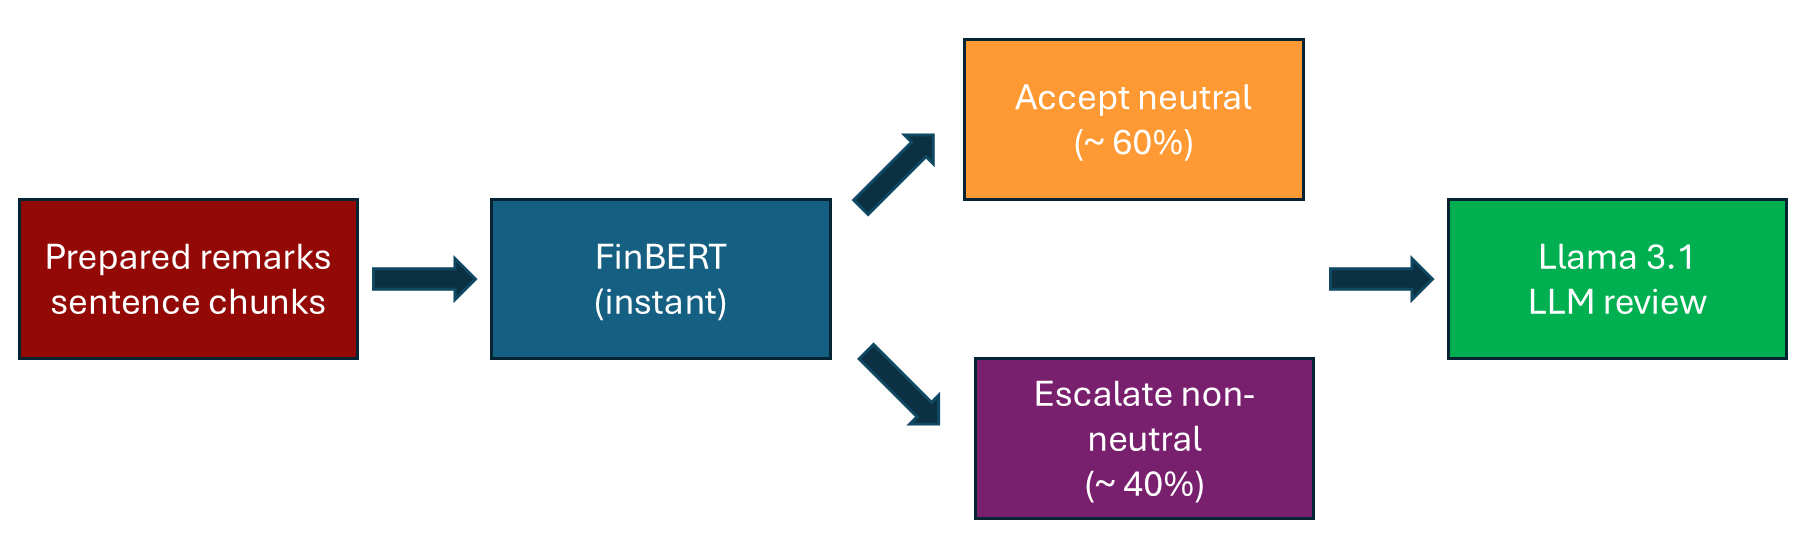 Prepared remarks
sentence chunks
FinBERT
(instant)
Accept neutral
(~ 60%)
Escalate non-
neutral
(~ 40%)
Llama 3.1
LLM review